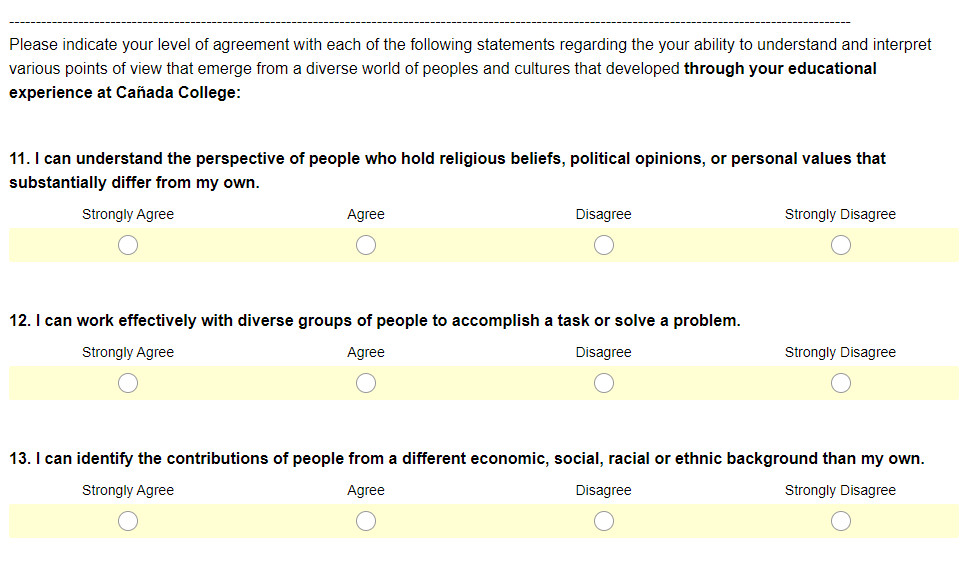 --------------------------------------------------------------------------------------------------------------------------------------------------------------------
Please indicate your level of agreement with each of the following statements regarding the your ability to understand and interpret
various points of view that emerge from a diverse world of peoples and cultures that developed through your educational
experience at Cañada College:
11. I can understand the perspective of people who hold religious beliefs, political opinions, or personal values that
substantially differ from my own.
Strongly Agree Agree Disagree Strongly Disagree
12. I can work effectively with diverse groups of people to accomplish a task or solve a problem.
Strongly Agree Agree Disagree Strongly Disagree
13. I can identify the contributions of people from a different economic, social, racial or ethnic background than my own.
Strongly Agree Agree Disagree Strongly Disagree